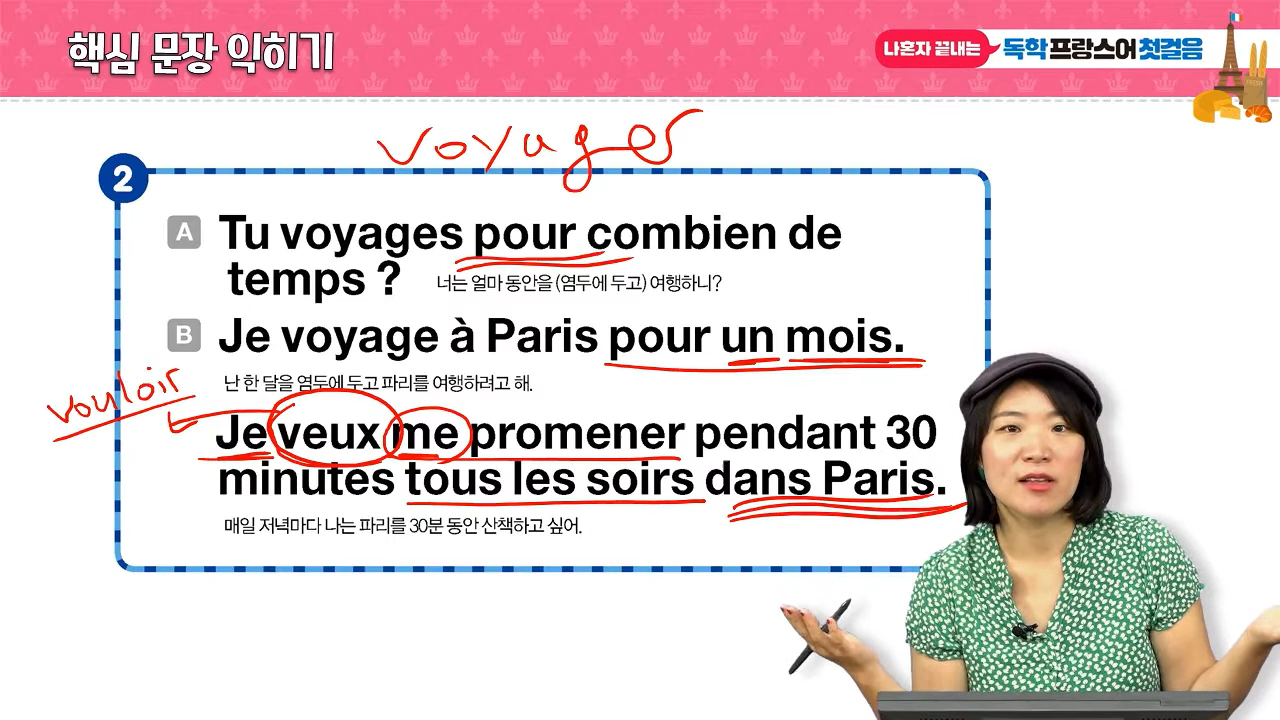 핵심 문장 익히기
나혼자 끝내는 독학 프랑스어 첫걸음
voyager
2
A Tu voyages pour combien de
temps ?
너는 얼마 동안을 (염두에 두고) 여행하니?
B Je voyage à Paris pour un mois.
난 한 달을 염두에 두고 파리를 여행하려고 해.
vouloir
Je veux me promener pendant 30
minutes tous les soirs dans Paris.
매일 저녁마다 나는 파리를 30분 동안 산책하고 싶어.